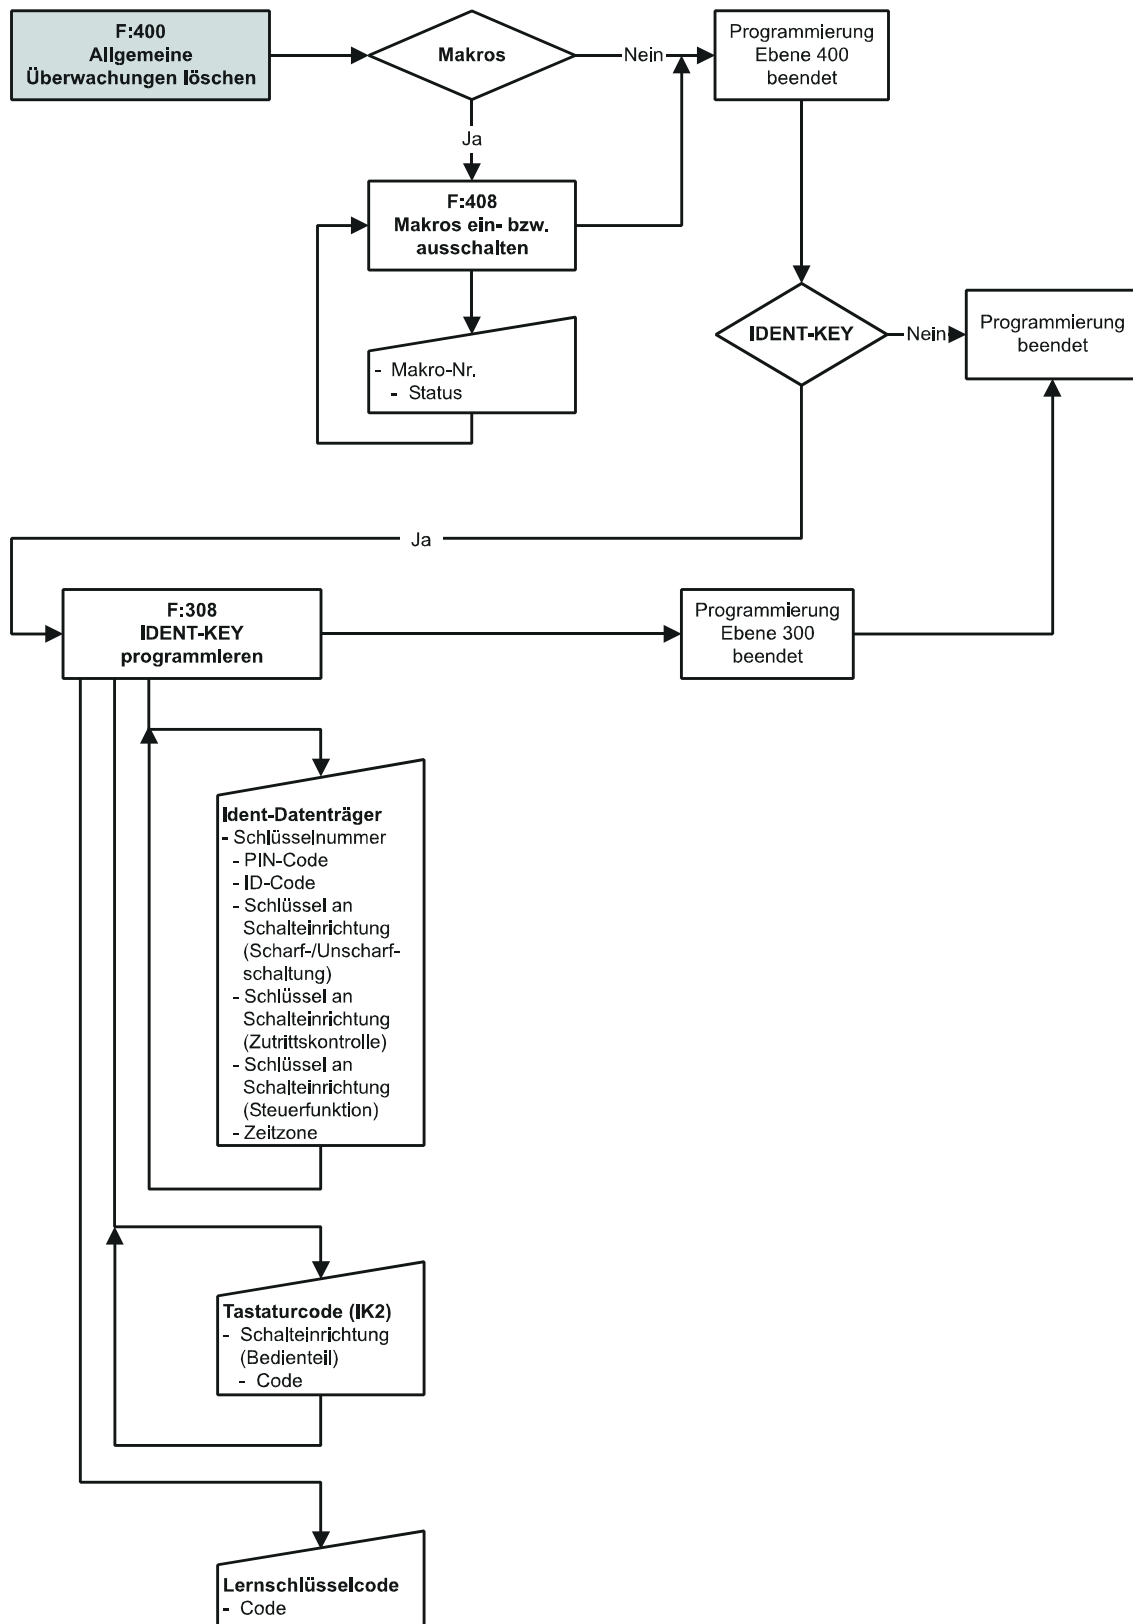 F:400
Allgemeine
Überwachungen löschen
Makros
Nein
Programmierung
Ebene 400
beendet
Ja
F:408
Makros ein- bzw.
ausschalten
- Makro-Nr.
- Status
IDENT-KEY
Nein
Programmierung
beendet
Ja
F:308
IDENT-KEY
programmieren
Programmierung
Ebene 300
beendet
Ident-Datenträger
- Schlüsselnummer
- PIN-Code
- ID-Code
- Schlüssel an
Schalteinrichtung
(Scharf-/Unscharf-
schaltung)
- Schlüssel an
Schalteinrichtung
(Zutrittskontrolle)
- Schlüssel an
Schalteinrichtung
(Steuerfunktion)
- Zeitzone
Tastaturcode (IK2)
- Schalteinrichtung
(Bedienteil)
- Code
Lernschlüsselcode
- Code